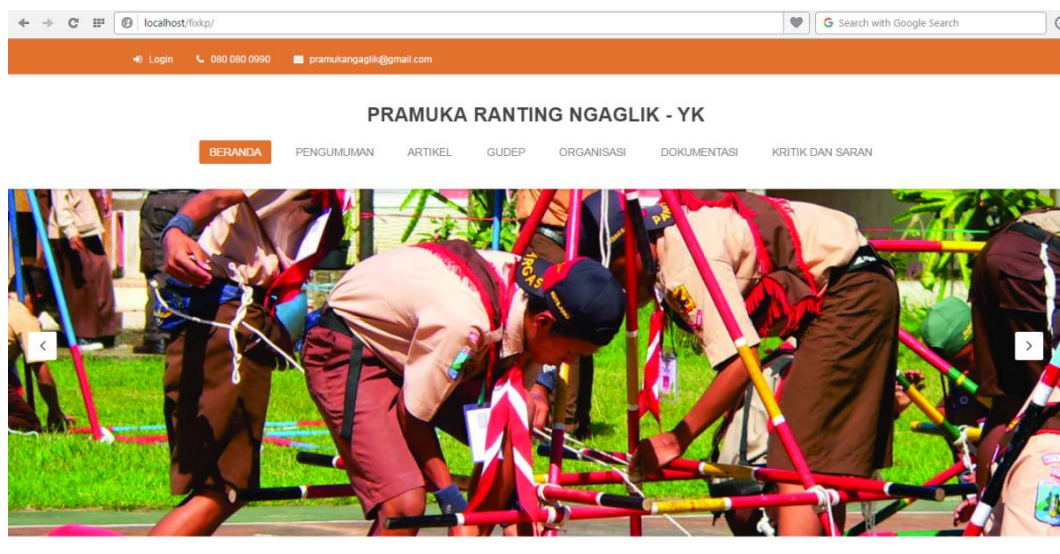 localhost/fixkp/
Search with Google Search
Login 080 080 0990 pramukangaglik@gmail.com
PRAMUKA RANTING NGAGLIK - YK
BERANDA PENGUMUMAN ARTIKEL GUDEP ORGANISASI DOKUMENTASI KRITIK DAN SARAN